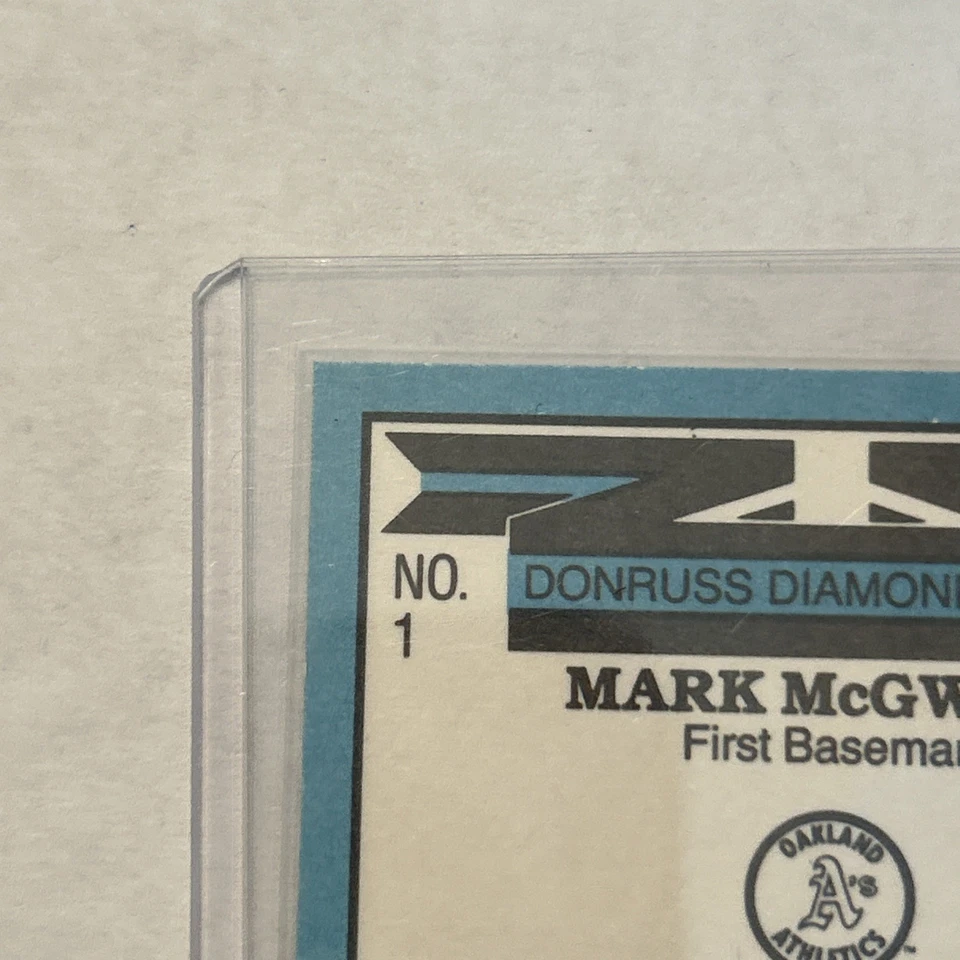 NO.
1
DONRUSS DIAMON
MARK McGW
First Basema
OAKLAND
A's
ATHLETICS